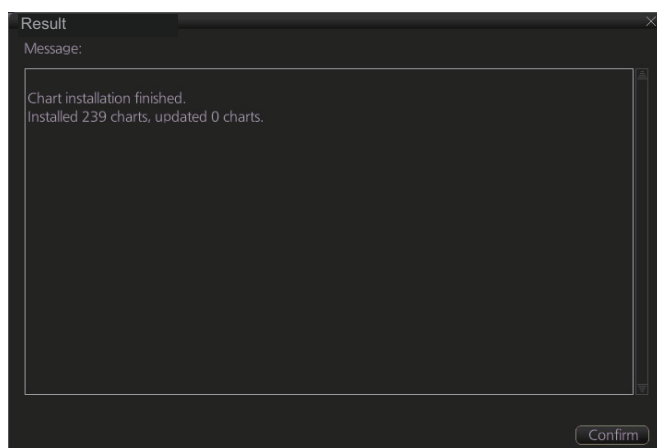 Result
Message:
Chart installation finished.
Installed 239 charts, updated 0 charts.
Confirm